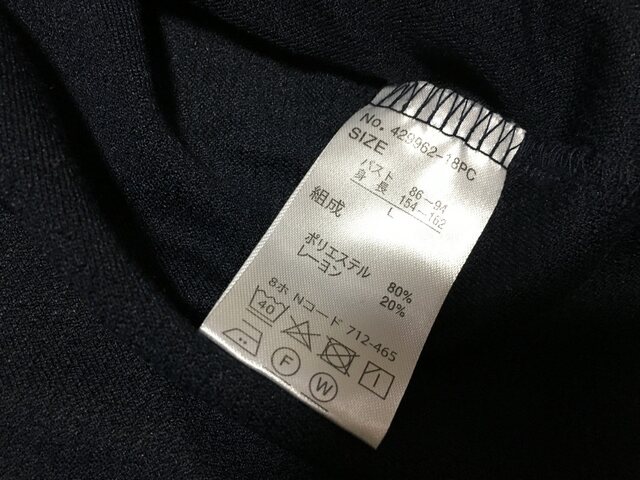 No. 429962-18PC
SIZE
バスト 86～94
身長 154～162
L
組成
ポリエステル 80%
レーヨン 20%
8ホ Nコード 712-465
40
F
W